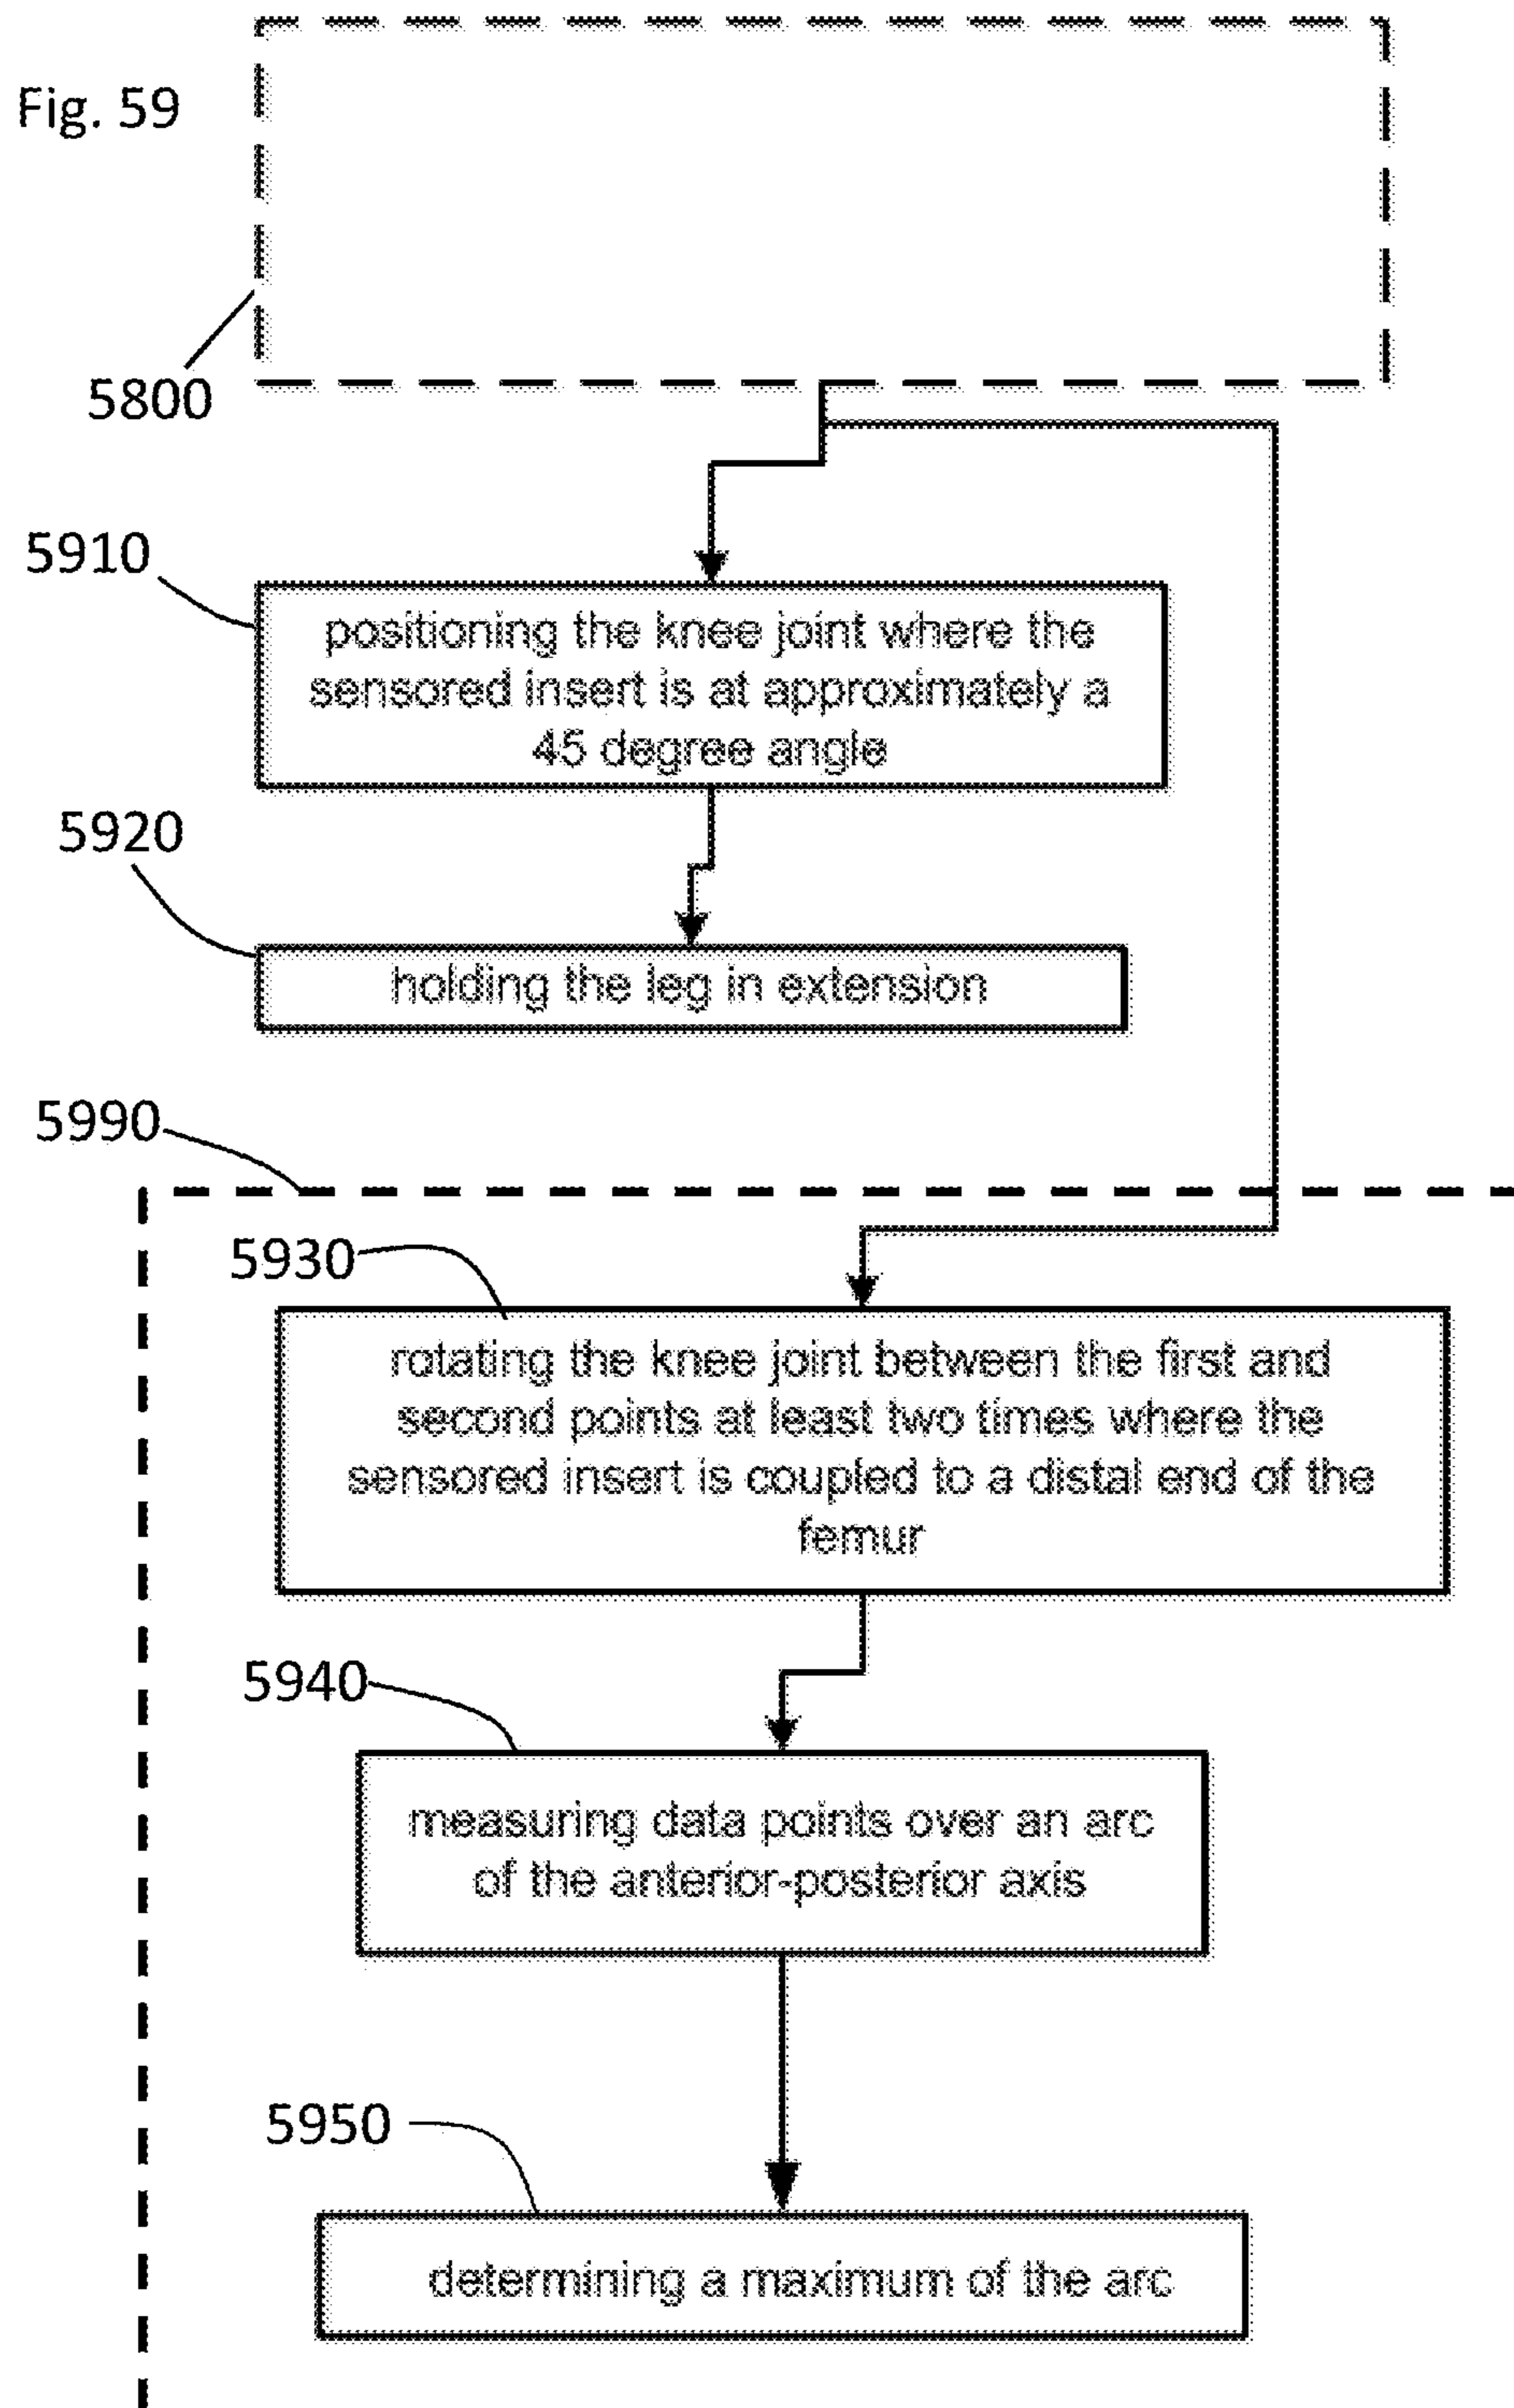 Fig. 59
5800
5910
positioning the knee joint where the
sensored insert is at approximately a
45 degree angle
5920
holding the leg in extension
5990
5930
rotating the knee joint between the first and
second points at least two times where the
sensored insert is coupled to a distal end of the
femur
5940
measuring data points over an arc
of the anterior-posterior axis
5950
determining a maximum of the arc